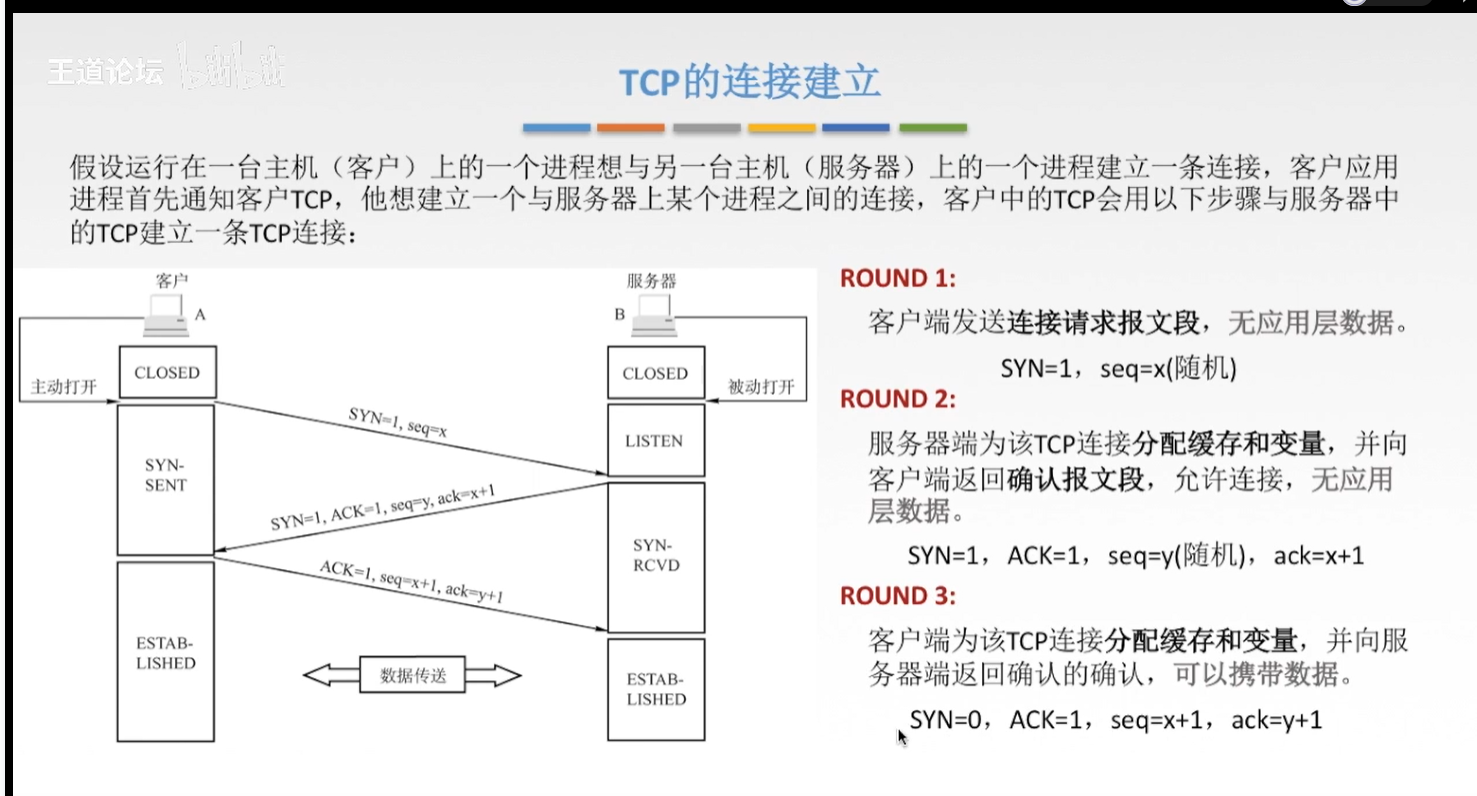 王道论坛 bilibili
TCP的连接建立
假设运行在一台主机（客户）上的一个进程想与另一台主机（服务器）上的一个进程建立一条连接，客户应用
进程首先通知客户TCP，他想建立一个与服务器上某个进程之间的连接，客户中的TCP会用以下步骤与服务器中
的TCP建立一条TCP连接：
客户
A
主动打开
CLOSED
SYN-
SENT
ESTAB-
LISHED
SYN=1, seq=x
SYN=1, ACK=1, seq=y, ack=x+1
ACK=1, seq=x+1, ack=y+1
数据传送
服务器
B
被动打开
CLOSED
LISTEN
SYN-
RCVD
ESTAB-
LISHED
ROUND 1:
客户端发送连接请求报文段，无应用层数据。
SYN=1，seq=x(随机)
ROUND 2:
服务器端为该TCP连接分配缓存和变量，并向
客户端返回确认报文段，允许连接，无应用
层数据。
SYN=1，ACK=1，seq=y(随机)，ack=x+1
ROUND 3:
客户端为该TCP连接分配缓存和变量，并向服
务器端返回确认的确认，可以携带数据。
SYN=0，ACK=1，seq=x+1，ack=y+1